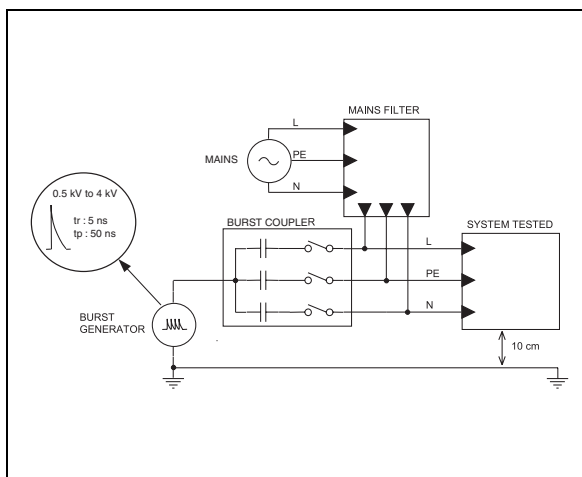 MAINS FILTER
L
MAINS
PE
N
0.5 kV to 4 kV
tr : 5 ns
tp : 50 ns
BURST COUPLER
SYSTEM TESTED
L
PE
N
BURST
GENERATOR
10 cm